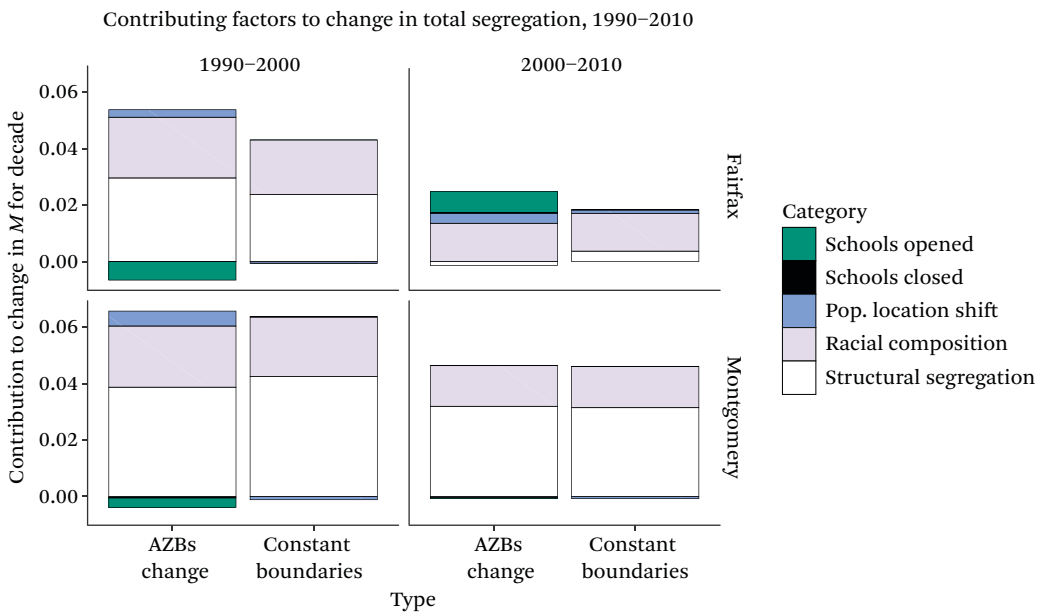 Contributing factors to change in total segregation, 1990–2010
1990–2000
2000–2010
Contribution to change in M for decade
0.06
0.04
0.02
0.00
Fairfax
0.06
0.04
0.02
0.00
Montgomery
AZBs
change
Constant
boundaries
AZBs
change
Constant
boundaries
Type
Category
Schools opened
Schools closed
Pop. location shift
Racial composition
Structural segregation